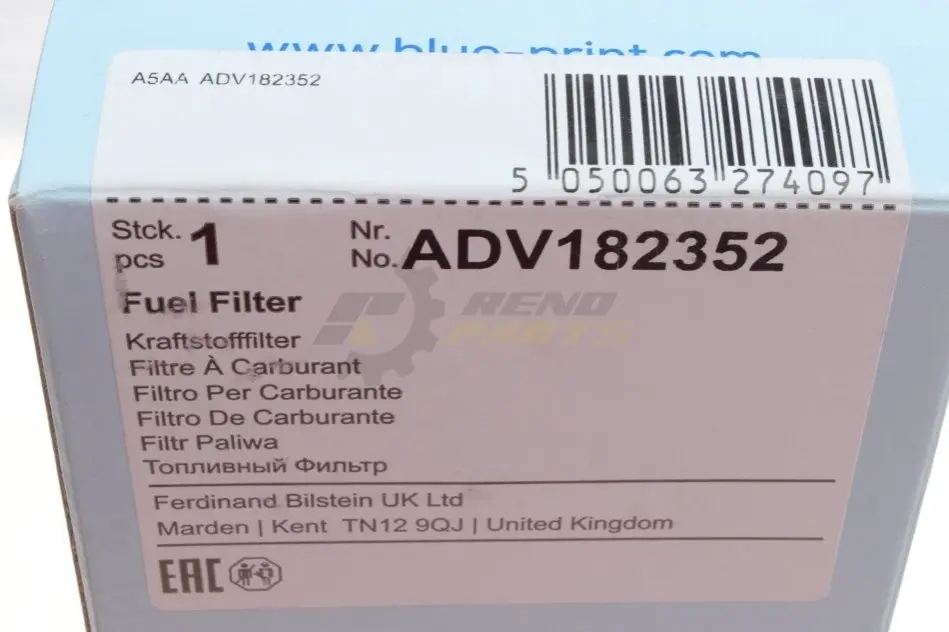 www.blue-print.com
A5AA ADV182352
5 050063 274097
Stck. 1 Nr. ADV182352
pcs No.
Fuel Filter
RENO
PARTS
Kraftstofffilter
Filtre À Carburant
Filtro Per Carburante
Filtro De Carburante
Filtr Paliwa
Топливный Фильтр
Ferdinand Bilstein UK Ltd
Marden | Kent TN12 9QJ | United Kingdom
EAC